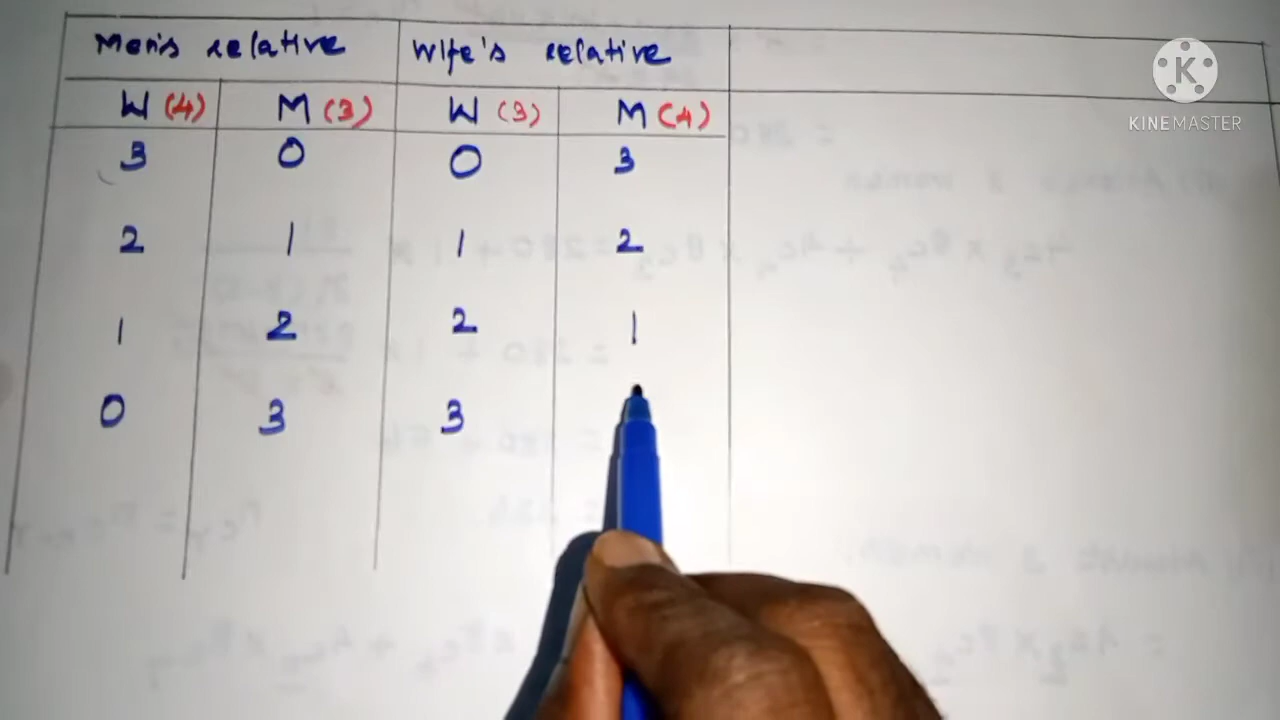 Men's relative Wife's relative
W (4) M (3) W (3) M (4)
3 0 0 3
2 1 1 2
1 2 2 1
0 3 3
KINEMASTER